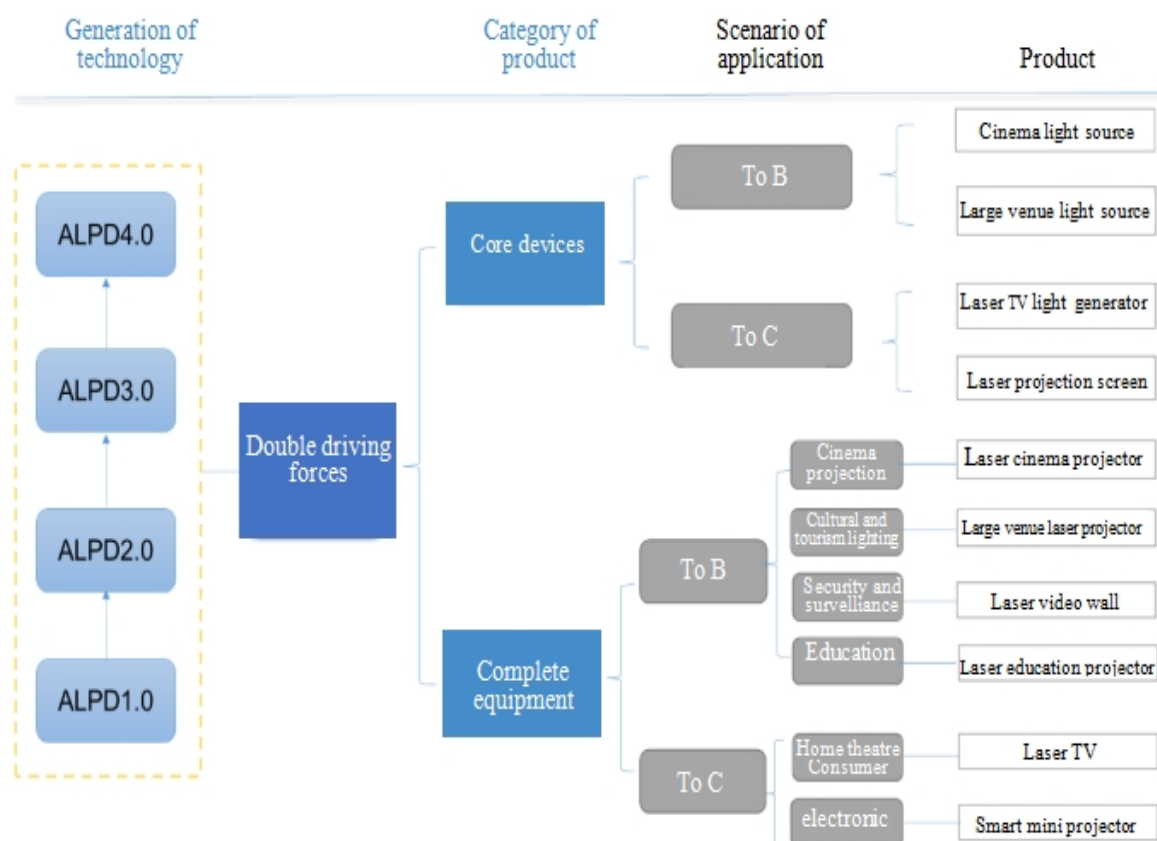 Generation of
technology
Category of
product
Scenario of
application
Product
ALPD4.0
ALPD3.0
ALPD2.0
ALPD1.0
Double driving
forces
Core devices
To B
Cinema light source
Large venue light source
To C
Laser TV light generator
Laser projection screen
Complete
equipment
To B
Cinema
projection
Laser cinema projector
Cultural and
tourism lighting
Large venue laser projector
Security and
survelliance
Laser video wall
Education
Laser education projector
To C
Home theatre
Consumer
Laser TV
electronic
Smart mini projector